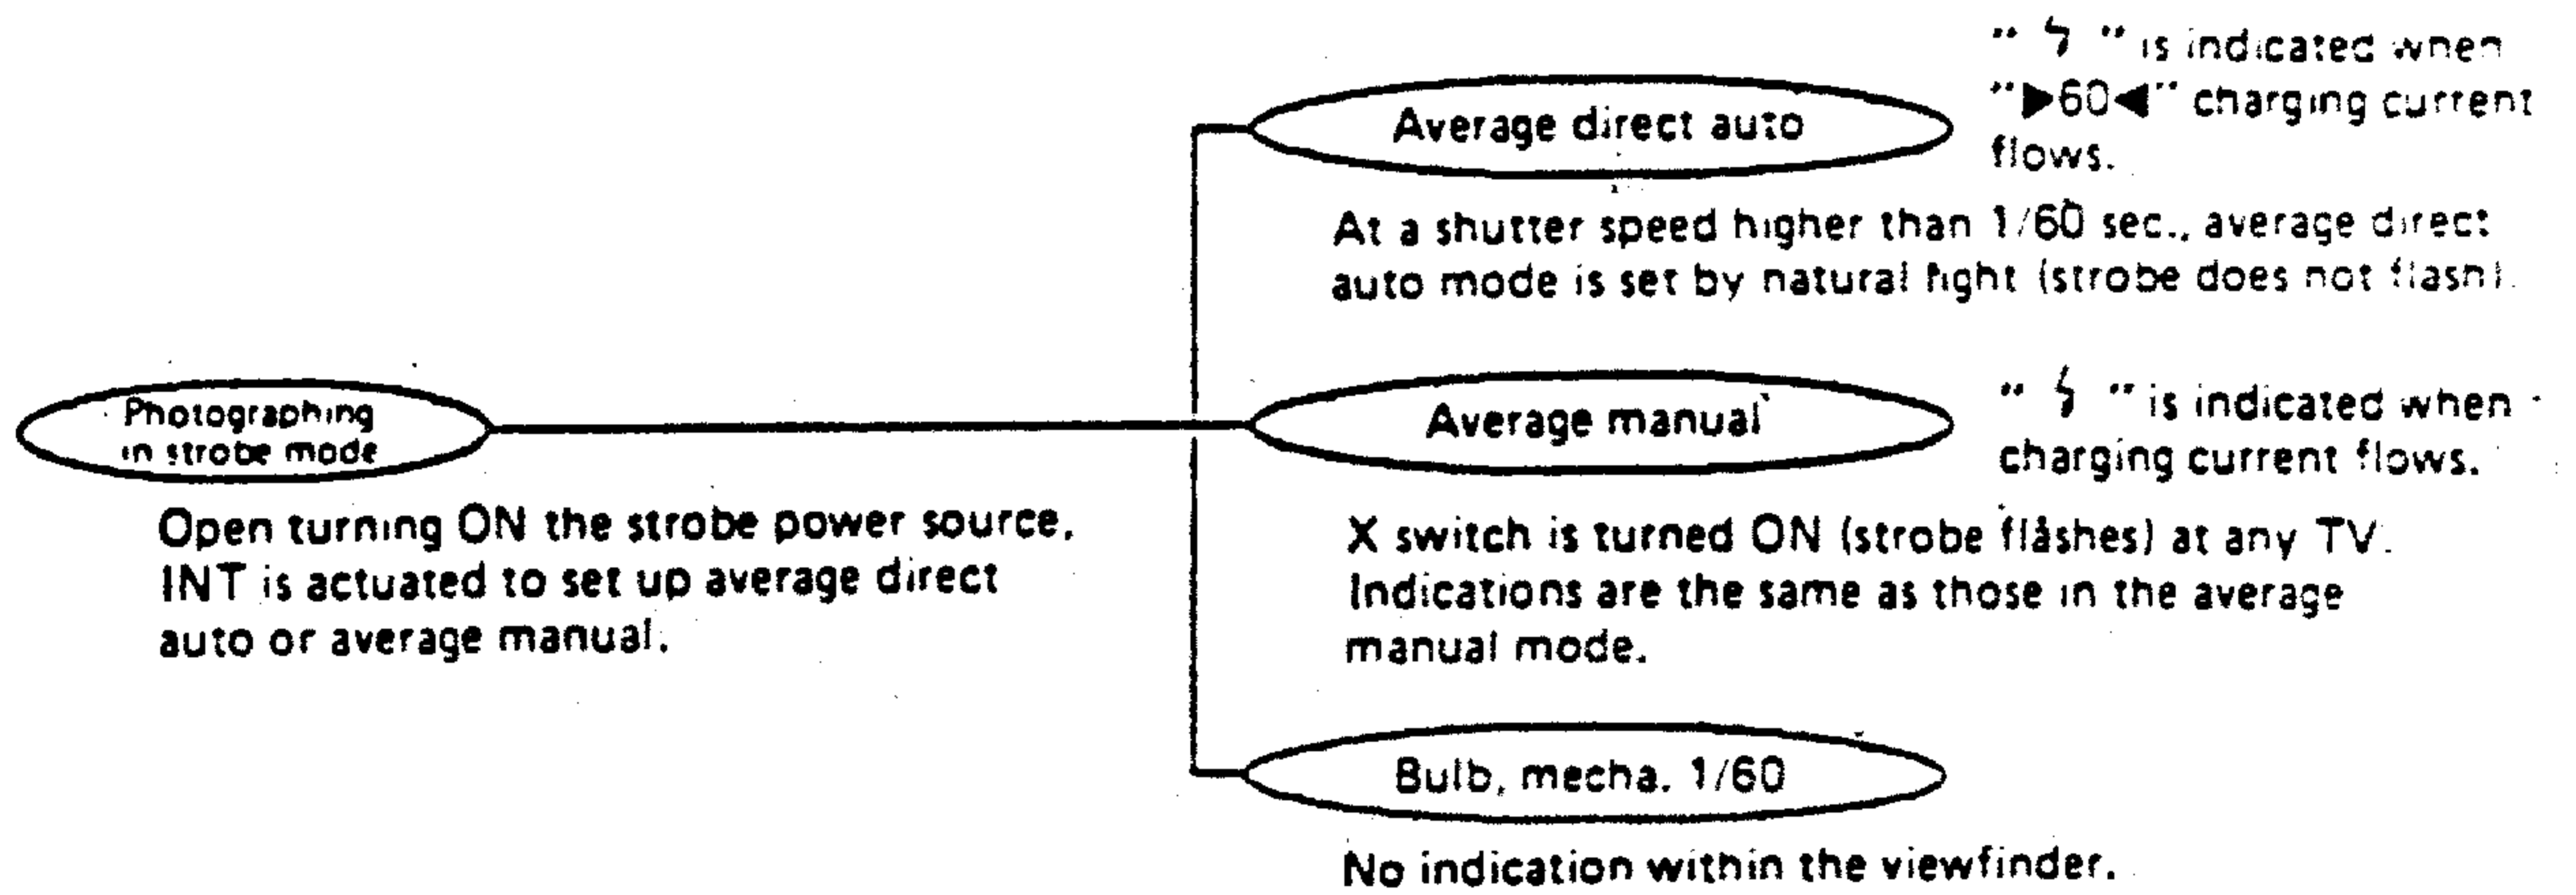 Photographing
in strobe mode
Open turning ON the strobe power source,
INT is actuated to set up average direct
auto or average manual.
Average direct auto
" ϟ " is indicated when
"▶60◀" charging current
flows.
At a shutter speed higher than 1/60 sec., average direct
auto mode is set by natural light (strobe does not flash).
Average manual
" ϟ " is indicated when
charging current flows.
X switch is turned ON (strobe flashes) at any TV.
Indications are the same as those in the average
manual mode.
Bulb, mecha. 1/60
No indication within the viewfinder.